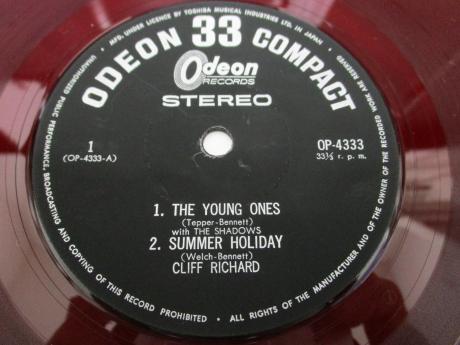 MFD. UNDER LICENCE BY TOSHIBA MUSICAL INDUSTRIES LTD. IN JAPAN.
ODEON 33 COMPACT
Odeon
RECORDS
STEREO
1
(OP-4333-A)
OP-4333
33⅓ r. p. m.
1. THE YOUNG ONES
(Tepper-Bennett)
with THE SHADOWS
2. SUMMER HOLIDAY
(Welch-Bennett)
CLIFF RICHARD
UNAUTHORIZED PUBLIC PERFORMANCE, BROADCASTING AND COPYING OF THIS RECORD PROHIBITED • ALL RIGHTS OF THE MANUFACTURER AND OF THE OWNER OF THE RECORDED WORK ARE RESERVED